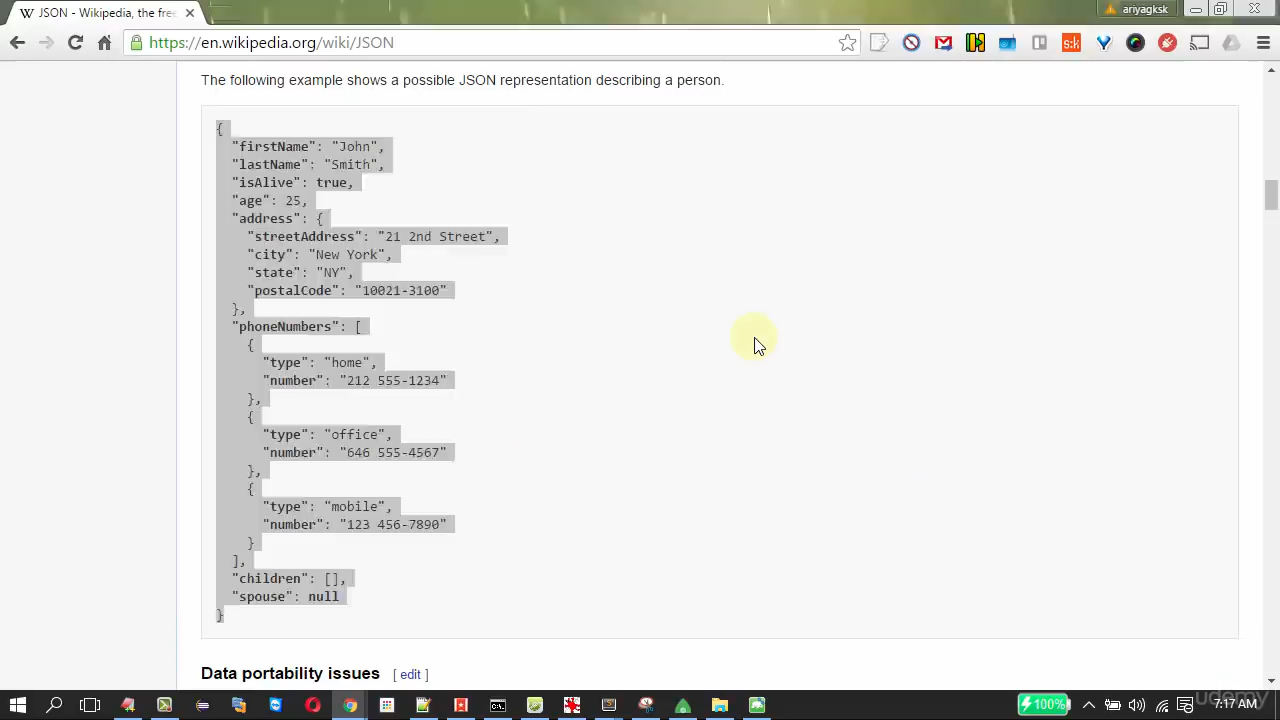 JSON - Wikipedia, the free
ariyagksk
https://en.wikipedia.org/wiki/JSON
s:k
The following example shows a possible JSON representation describing a person.
{
"firstName": "John",
"lastName": "Smith",
"isAlive": true,
"age": 25,
"address": {
"streetAddress": "21 2nd Street",
"city": "New York",
"state": "NY",
"postalCode": "10021-3100"
},
"phoneNumbers": [
{
"type": "home",
"number": "212 555-1234"
},
{
"type": "office",
"number": "646 555-4567"
},
{
"type": "mobile",
"number": "123 456-7890"
}
],
"children": [],
"spouse": null
}
Data portability issues [ edit ]
100%
7:17 AM
udemy